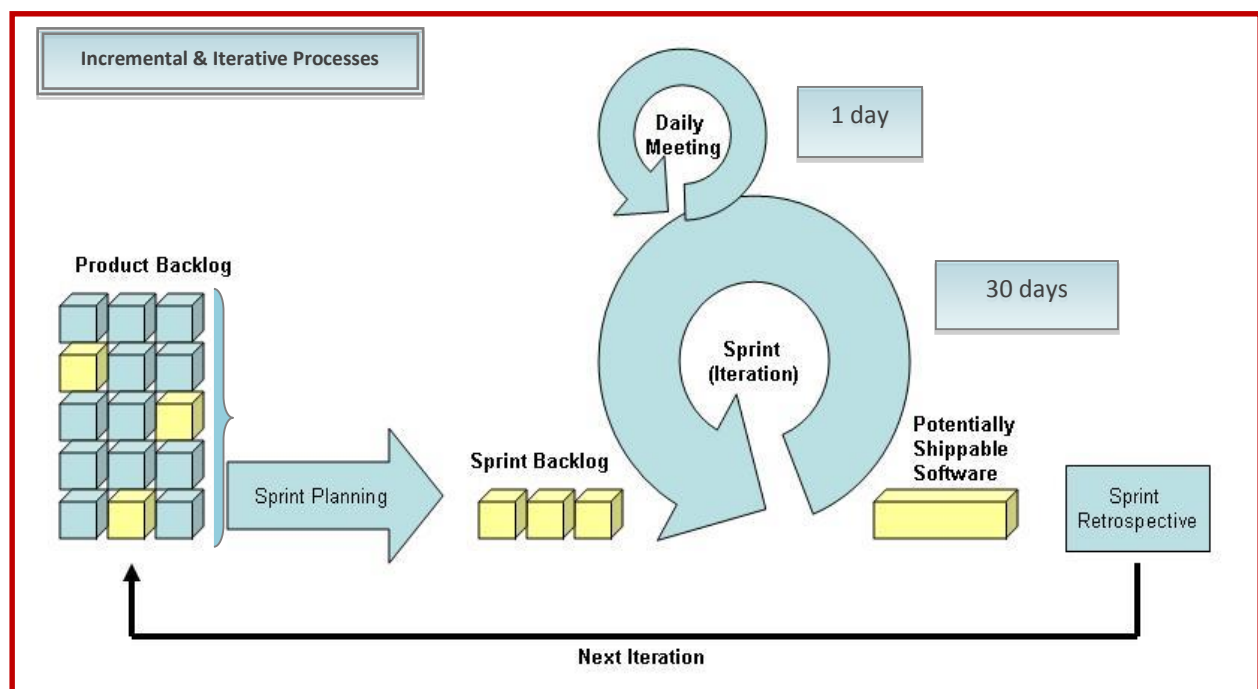 Incremental & Iterative Processes
1 day
Daily
Meeting
Product Backlog
30 days
Sprint
(Iteration)
Potentially
Shippable
Software
Sprint Backlog
Sprint Planning
Sprint
Retrospective
Next Iteration